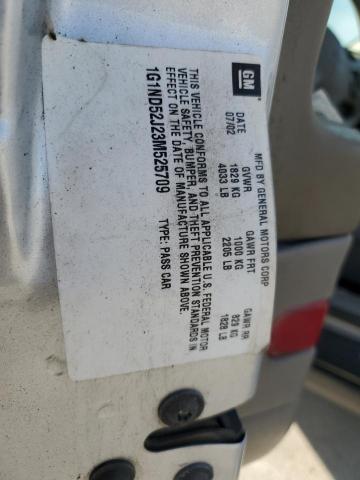 GM
MFD BY GENERAL MOTORS CORP
DATE GVWR GAWR FRT GAWR RR
07/02 1829 KG 1000 KG 829 KG
4033 LB 2205 LB 1828 LB
THIS VEHICLE CONFORMS TO ALL APPLICABLE U.S. FEDERAL MOTOR
VEHICLE SAFETY, BUMPER, AND THEFT PREVENTION STANDARDS IN
EFFECT ON THE DATE OF MANUFACTURE SHOWN ABOVE.
1G1ND52J23M525709 TYPE: PASS CAR